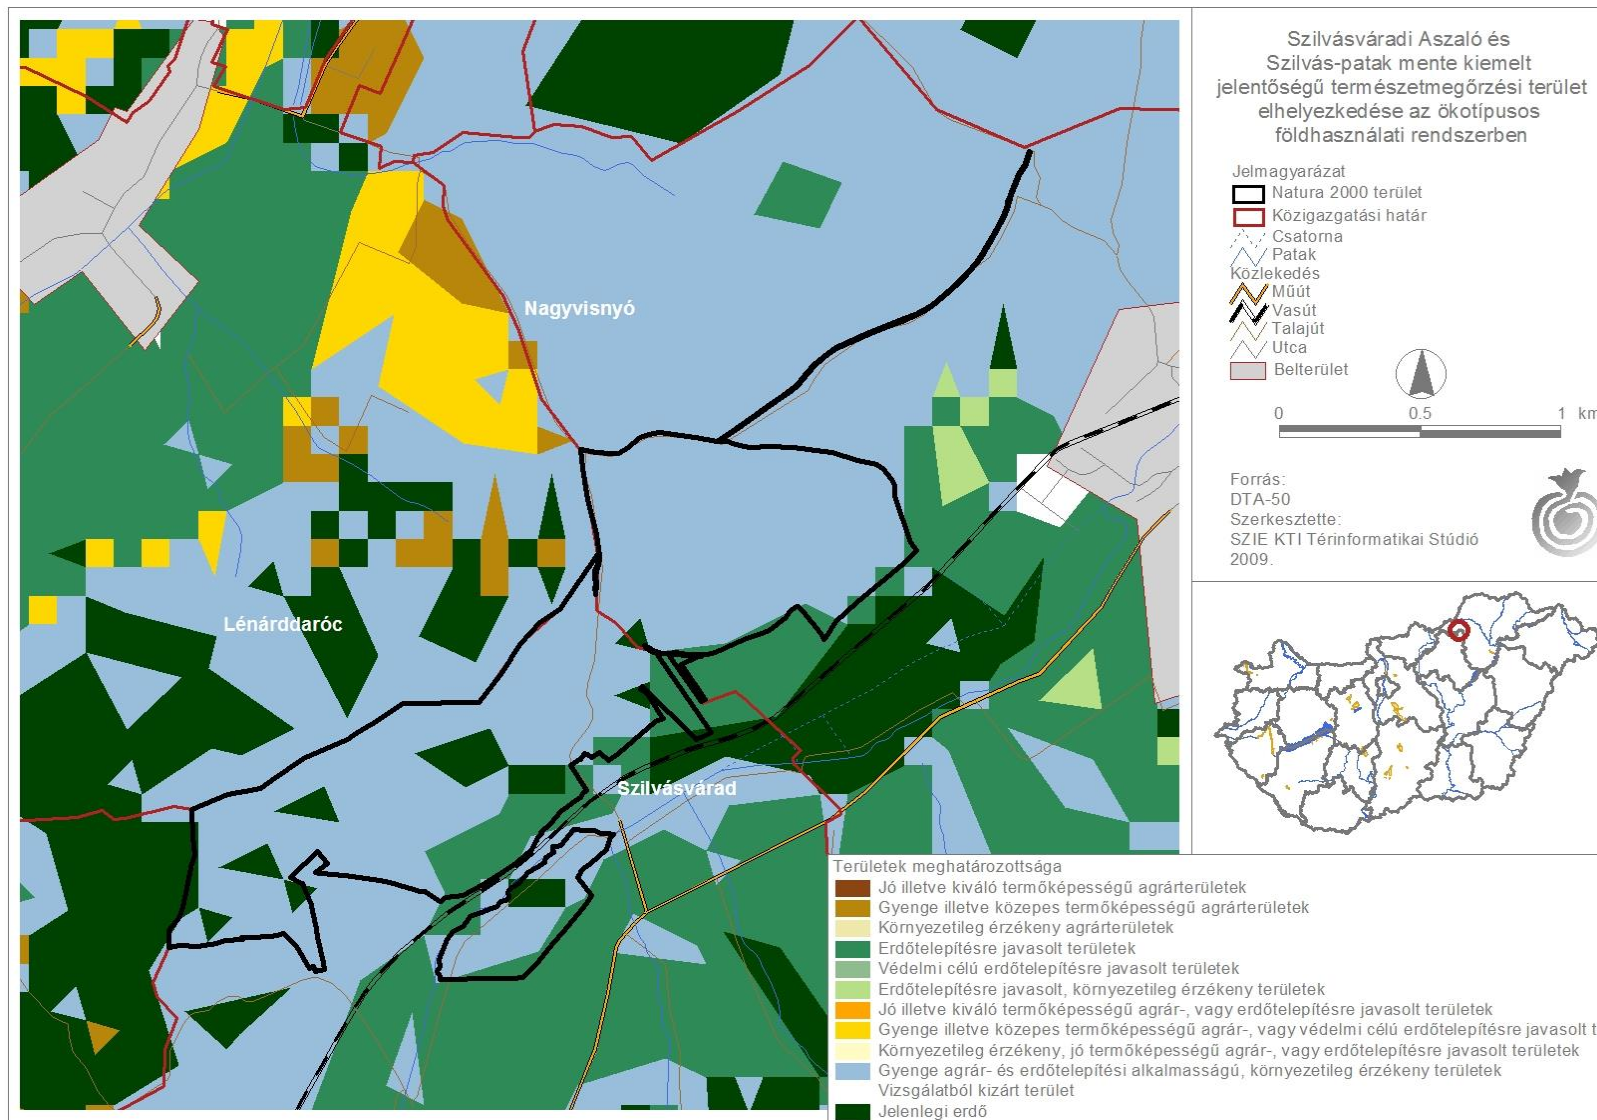 Szilvásváradi Aszaló és
Szilvás-patak mente kiemelt
jelentőségű természetmegőrzési terület
elhelyezkedése az ökotípusos
földhasználati rendszerben
Jelmagyarázat
Natura 2000 terület
Közigazgatási határ
Csatorna
Patak
Közlekedés
Műút
Vasút
Talajút
Utca
Belterület
0 0.5 1 km
Forrás:
DTA-50
Szerkesztette:
SZIE KTI Térinformatikai Stúdió
2009.
Nagyvisnyó
Lénárddaróc
Szilvásvárad
Területek meghatározottsága
Jó illetve kiváló termőképességű agrárterületek
Gyenge illetve közepes termőképességű agrárterületek
Környezetileg érzékeny agrárterületek
Erdőtelepítésre javasolt területek
Védelmi célú erdőtelepítésre javasolt területek
Erdőtelepítésre javasolt, környezetileg érzékeny területek
Jó illetve kiváló termőképességű agrár-, vagy erdőtelepítésre javasolt területek
Gyenge illetve közepes termőképességű agrár-, vagy védelmi célú erdőtelepítésre javasolt t
Környezetileg érzékeny, jó termőképességű agrár-, vagy erdőtelepítésre javasolt területek
Gyenge agrár- és erdőtelepítési alkalmasságú, környezetileg érzékeny területek
Vizsgálatból kizárt terület
Jelenlegi erdő